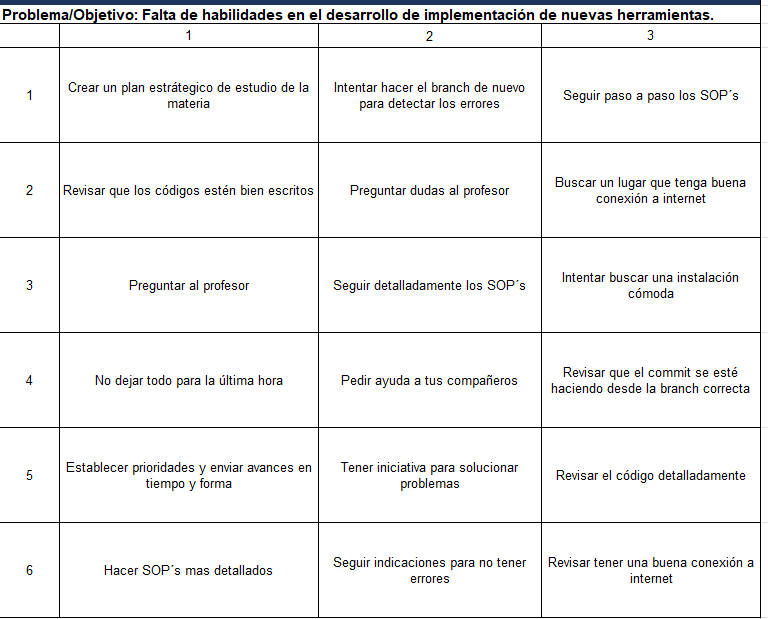 Problema/Objetivo: Falta de habilidades en el desarrollo de implementación de nuevas herramientas.
1 2 3
1
Crear un plan estrátegico de estudio de la
materia
Intentar hacer el branch de nuevo
para detectar los errores
Seguir paso a paso los SOP´s
2
Revisar que los códigos estén bien escritos
Preguntar dudas al profesor
Buscar un lugar que tenga buena
conexión a internet
3
Preguntar al profesor
Seguir detalladamente los SOP´s
Intentar buscar una instalación
cómoda
4
No dejar todo para la última hora
Pedir ayuda a tus compañeros
Revisar que el commit se esté
haciendo desde la branch correcta
5
Establecer prioridades y enviar avances en
tiempo y forma
Tener iniciativa para solucionar
problemas
Revisar el código detalladamente
6
Hacer SOP´s mas detallados
Seguir indicaciones para no tener
errores
Revisar tener una buena conexión a
internet